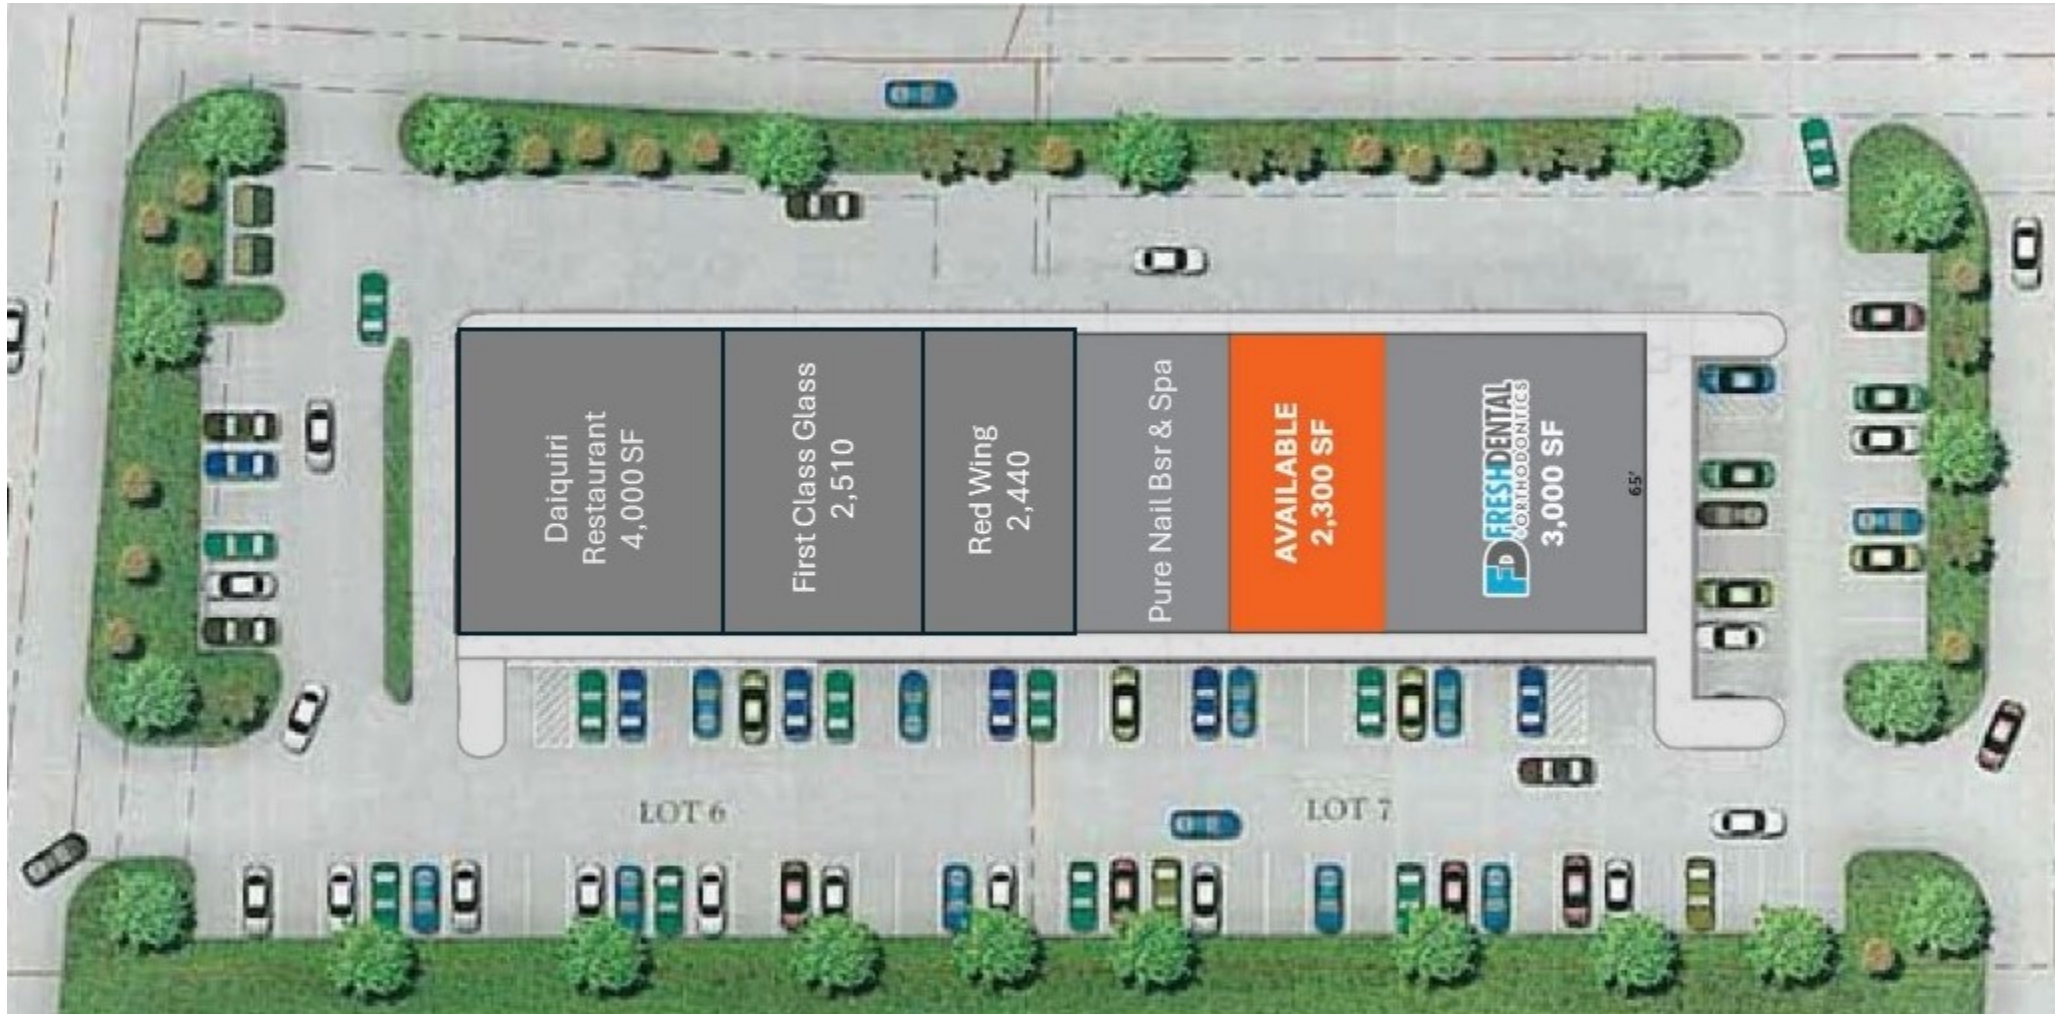 Daiquiri
Restaurant
4,000 SF
First Class Glass
2,510
Red Wing
2,440
Pure Nail Bsr & Spa
AVAILABLE
2,300 SF
FD FRESHDENTAL
ORTHODONTICS
3,000 SF
65'
LOT 6
LOT 7